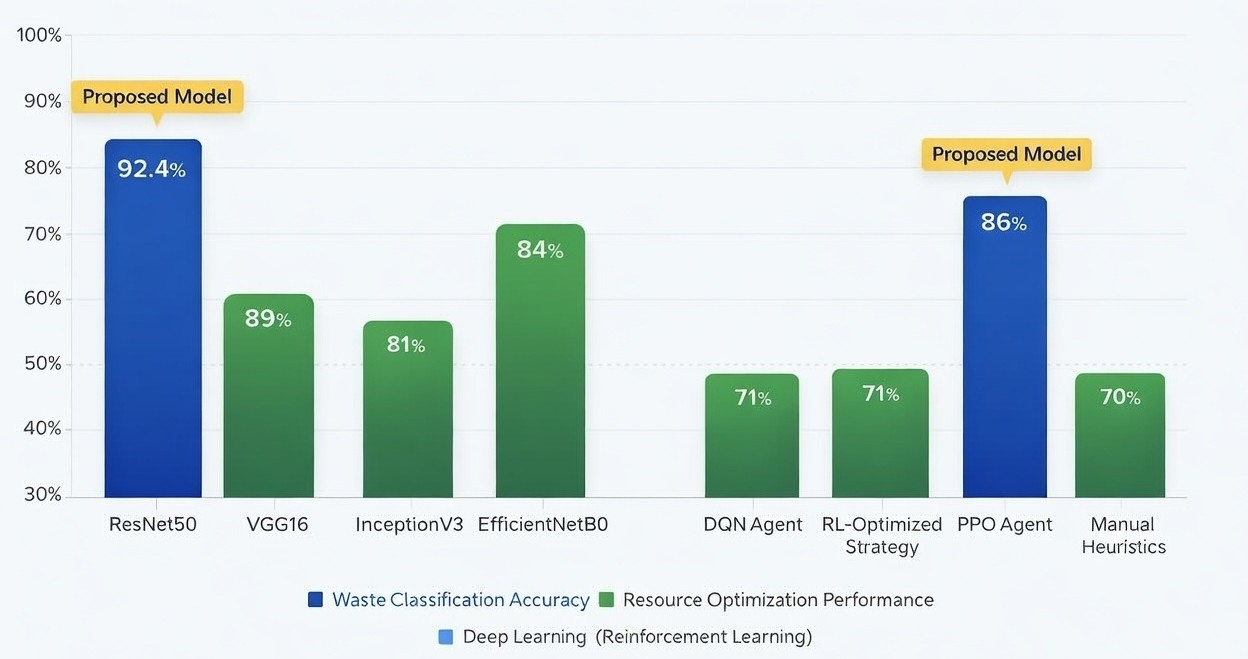 100%
90%
80%
70%
60%
50%
40%
30%
Proposed Model
Proposed Model
92.4%
89%
81%
84%
71%
71%
86%
70%
ResNet50
VGG16
InceptionV3
EfficientNetB0
DQN Agent
RL-Optimized
Strategy
PPO Agent
Manual
Heuristics
Waste Classification Accuracy
Resource Optimization Performance
Deep Learning (Reinforcement Learning)